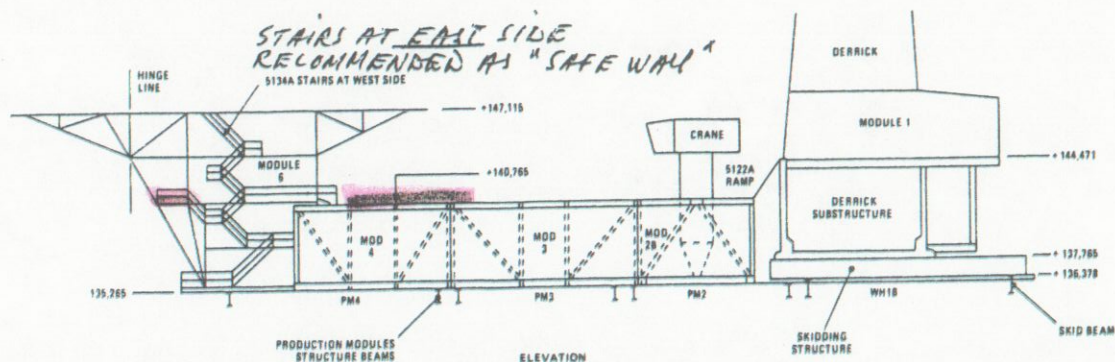 STAIRS AT EAST SIDE
RECOMMENDED AS "SAFE WAY"
HINGE
LINE
5134A STAIRS AT WEST SIDE
+147,115
DERRICK
MODULE 1
CRANE
5122A
RAMP
+144,471
MODULE
6
+140,765
DERRICK
SUBSTRUCTURE
MOD
4
MOD
3
MOD
2B
+137,765
+136,378
135,265
PM4
PM3
PM2
WH1B
PRODUCTION MODULES
STRUCTURE BEAMS
SKIDDING
STRUCTURE
SKID BEAM
ELEVATION